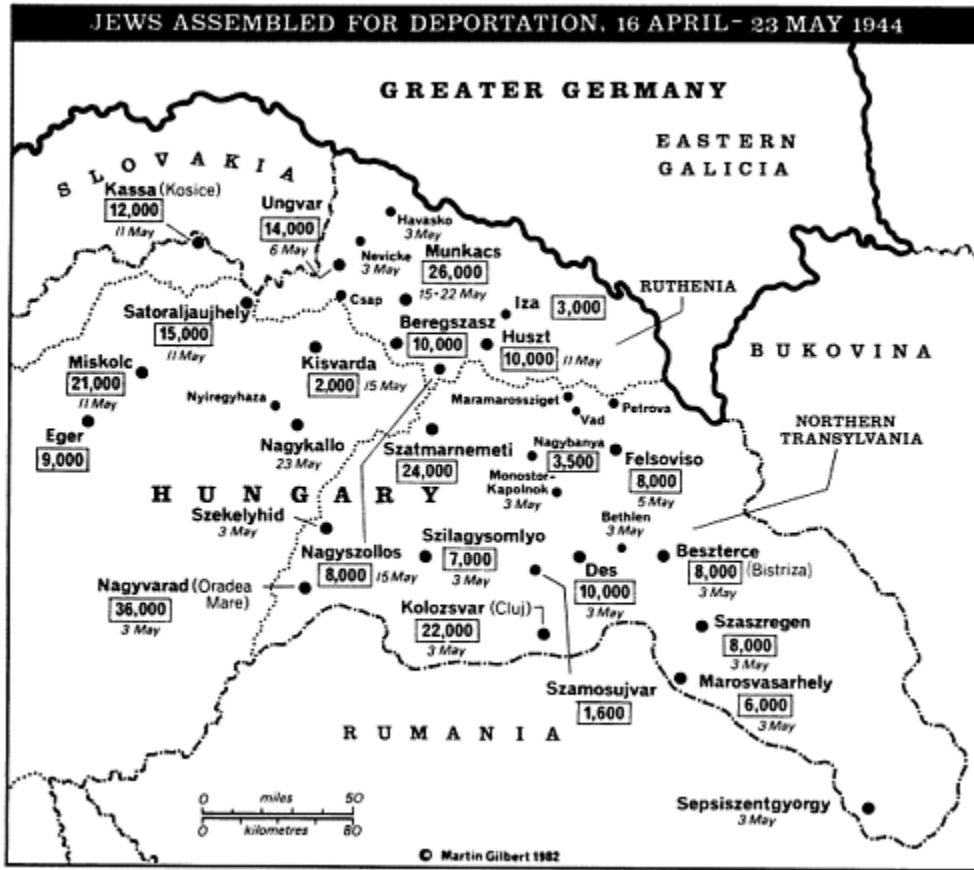 JEWS ASSEMBLED FOR DEPORTATION, 16 APRIL – 23 MAY 1944
GREATER GERMANY
EASTERN
GALICIA
SLOVAKIA
Kassa (Kosice)
12,000
11 May
Ungvar
14,000
6 May
Havasko
3 May
Nevicke
3 May
Munkacs
26,000
15-22 May
Iza 3,000
RUTHENIA
Csap
Satoraljaujhely
15,000
11 May
Beregszasz
10,000
Huszt
10,000 11 May
BUKOVINA
Miskolc
21,000
11 May
Kisvarda
2,000 15 May
Nyiregyhaza
Maramarossziget
Vad
Petrova
Eger
9,000
Nagykallo
23 May
Szatmarnemeti
24,000
Nagybanya
3,500
Felsoviso
8,000
5 May
NORTHERN
TRANSYLVANIA
Monostor-
Kapolnok
3 May
HUNGARY
Szekelyhid
3 May
Bethlen
3 May
Nagyszollos
8,000 15 May
Szilagysomlyo
7,000
3 May
Des
10,000
3 May
Beszterce
8,000 (Bistriza)
3 May
Nagyvarad (Oradea
Mare)
36,000
3 May
Kolozsvar (Cluj)
22,000
3 May
Szaszregen
8,000
3 May
Szamosujvar
1,600
Marosvasarhely
6,000
3 May
RUMANIA
Sepsiszentgyorgy
3 May
0 miles 50
0 kilometres 80
© Martin Gilbert 1982